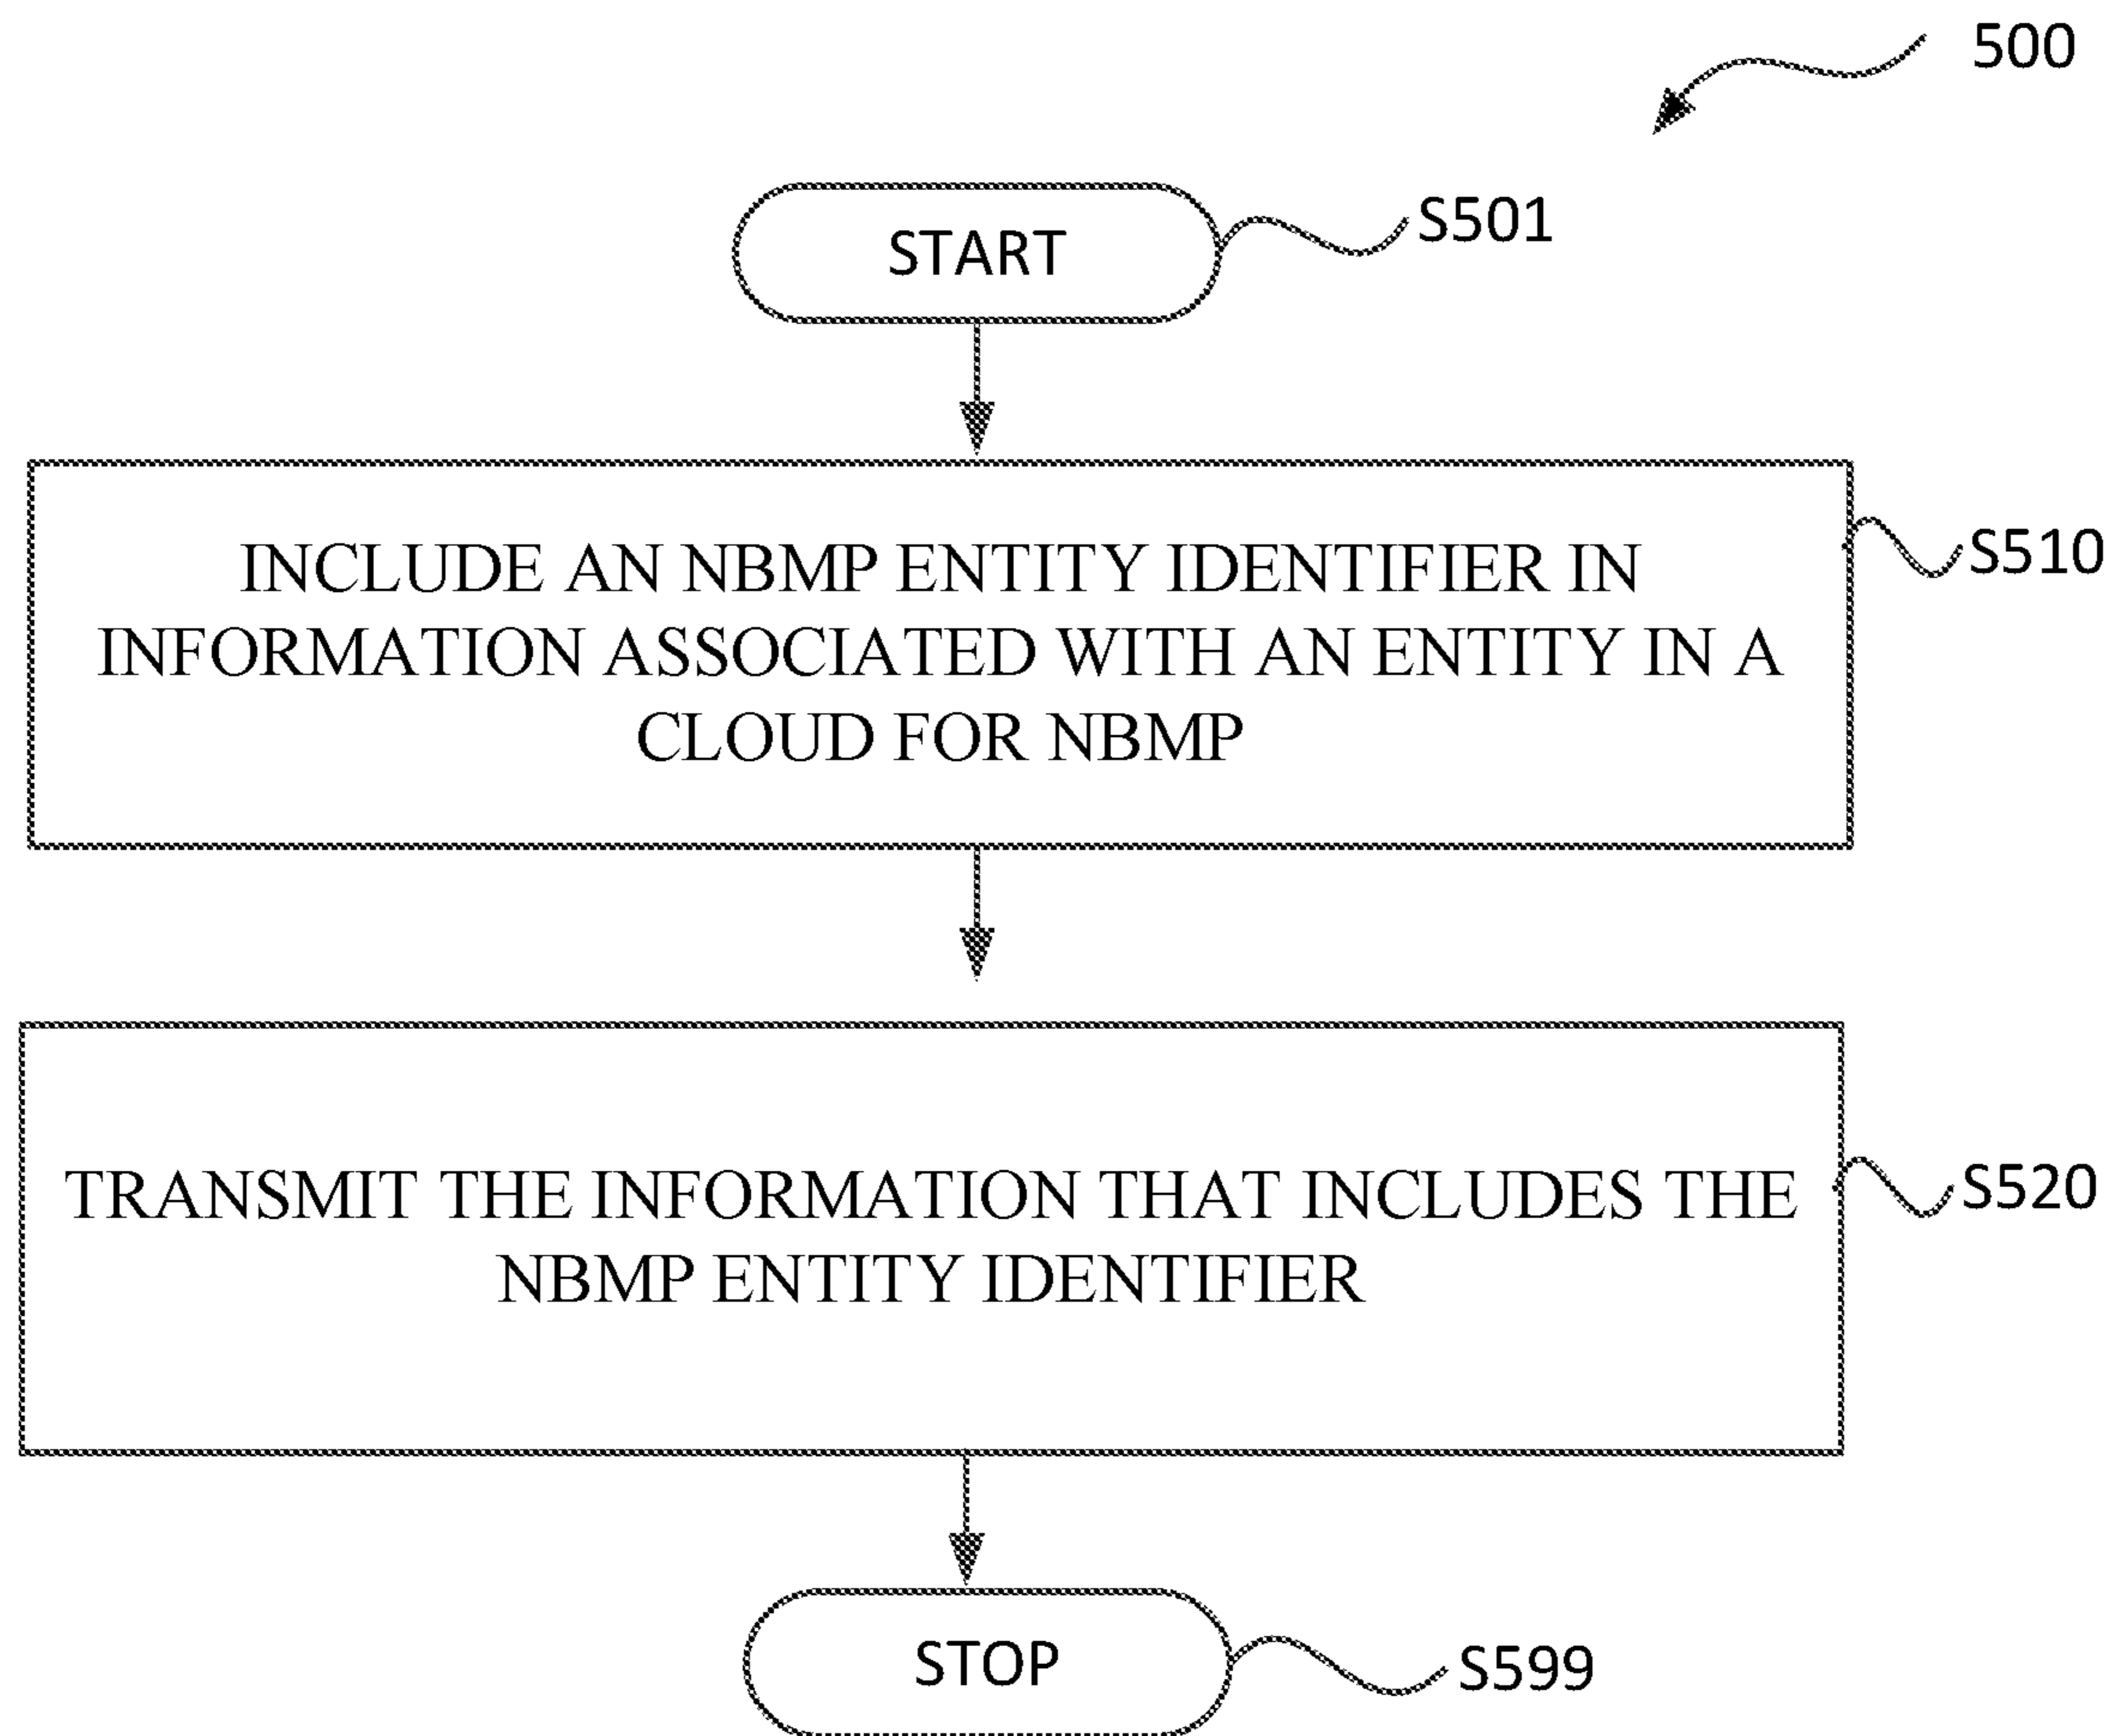 500
START
S501
INCLUDE AN NBMP ENTITY IDENTIFIER IN
INFORMATION ASSOCIATED WITH AN ENTITY IN A
CLOUD FOR NBMP
S510
TRANSMIT THE INFORMATION THAT INCLUDES THE
NBMP ENTITY IDENTIFIER
S520
STOP
S599